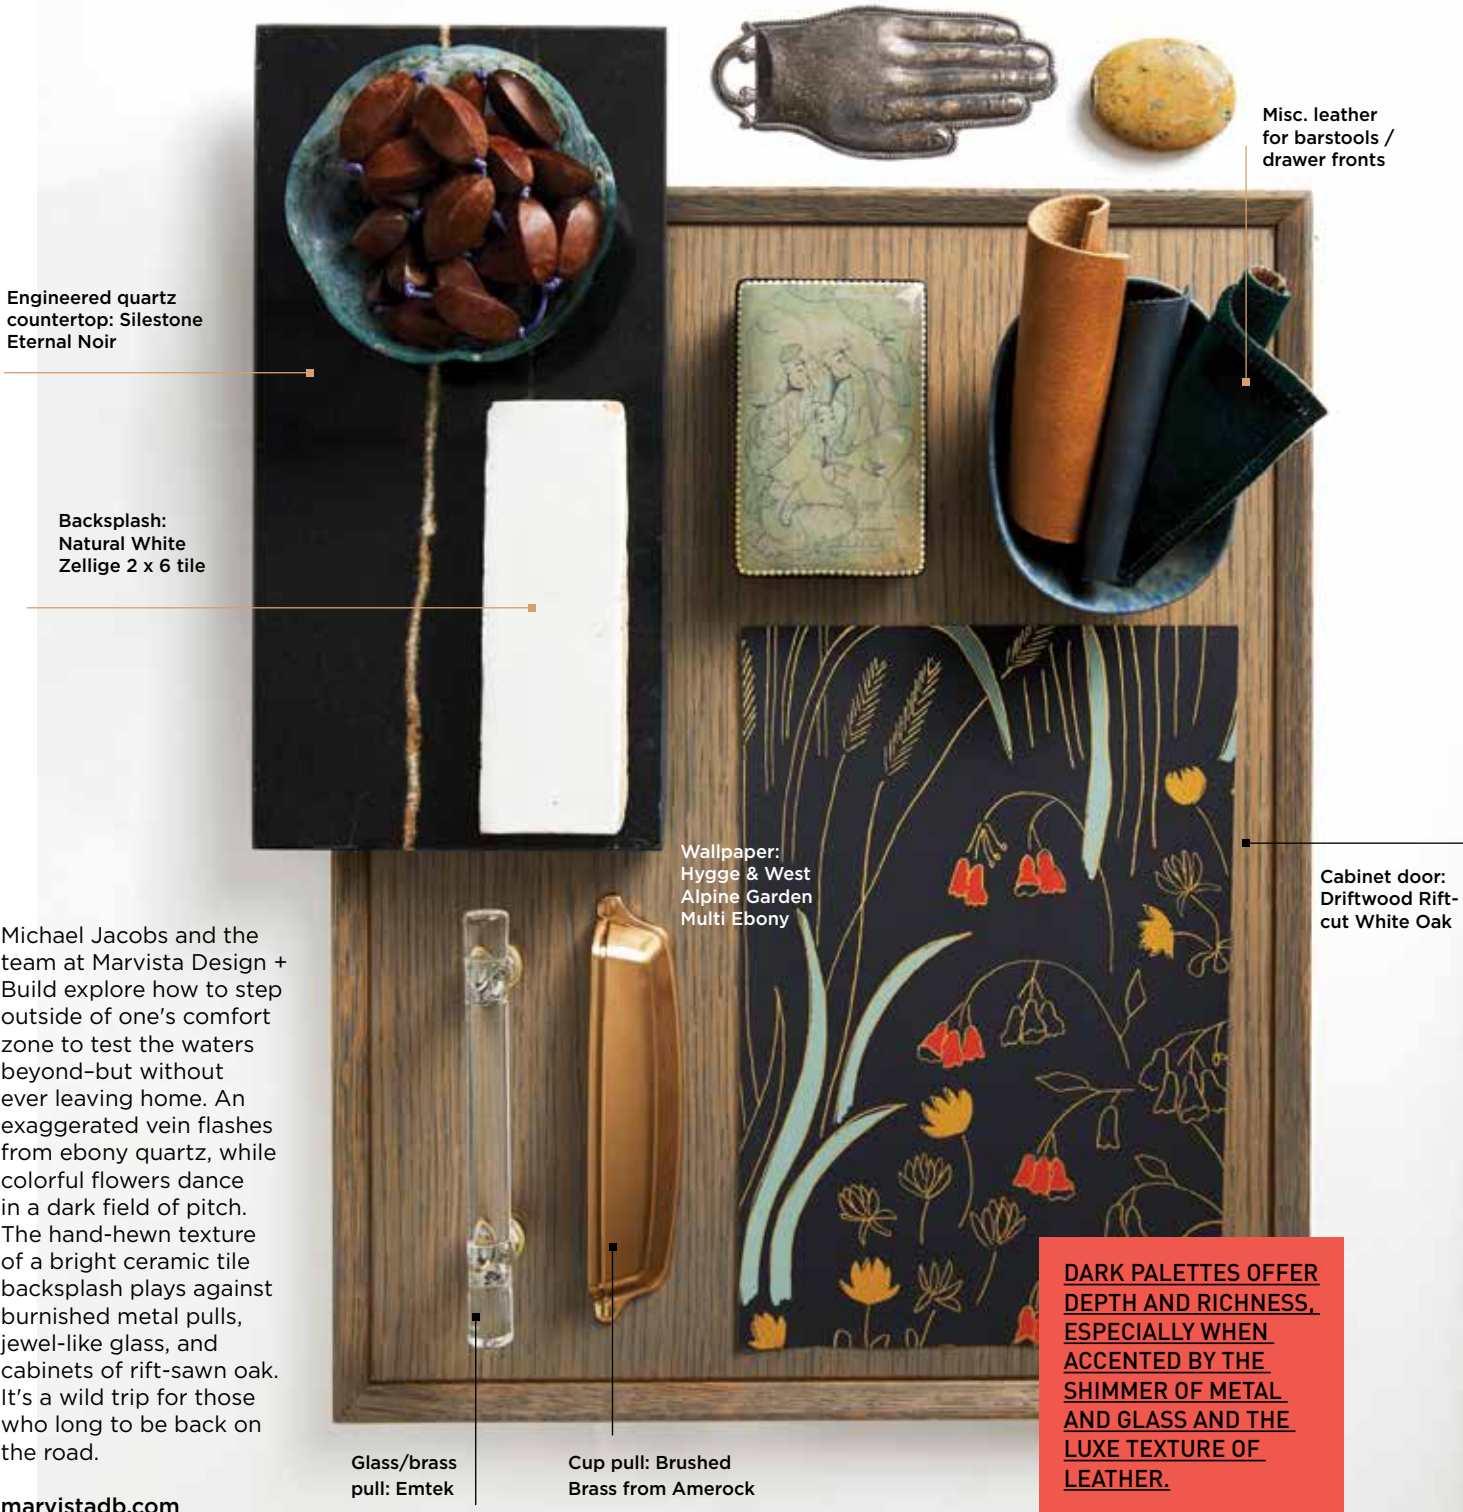 Misc. leather
for barstools /
drawer fronts
Engineered quartz
countertop: Silestone
Eternal Noir
Backsplash:
Natural White
Zellige 2 x 6 tile
Wallpaper:
Hygge & West
Alpine Garden
Multi Ebony
Cabinet door:
Driftwood Rift-
cut White Oak
Michael Jacobs and the
team at Marvista Design +
Build explore how to step
outside of one's comfort
zone to test the waters
beyond–but without
ever leaving home. An
exaggerated vein flashes
from ebony quartz, while
colorful flowers dance
in a dark field of pitch.
The hand-hewn texture
of a bright ceramic tile
backsplash plays against
burnished metal pulls,
jewel-like glass, and
cabinets of rift-sawn oak.
It's a wild trip for those
who long to be back on
the road.
marvistadb.com
Glass/brass
pull: Emtek
Cup pull: Brushed
Brass from Amerock
DARK PALETTES OFFER
DEPTH AND RICHNESS,
ESPECIALLY WHEN
ACCENTED BY THE
SHIMMER OF METAL
AND GLASS AND THE
LUXE TEXTURE OF
LEATHER.